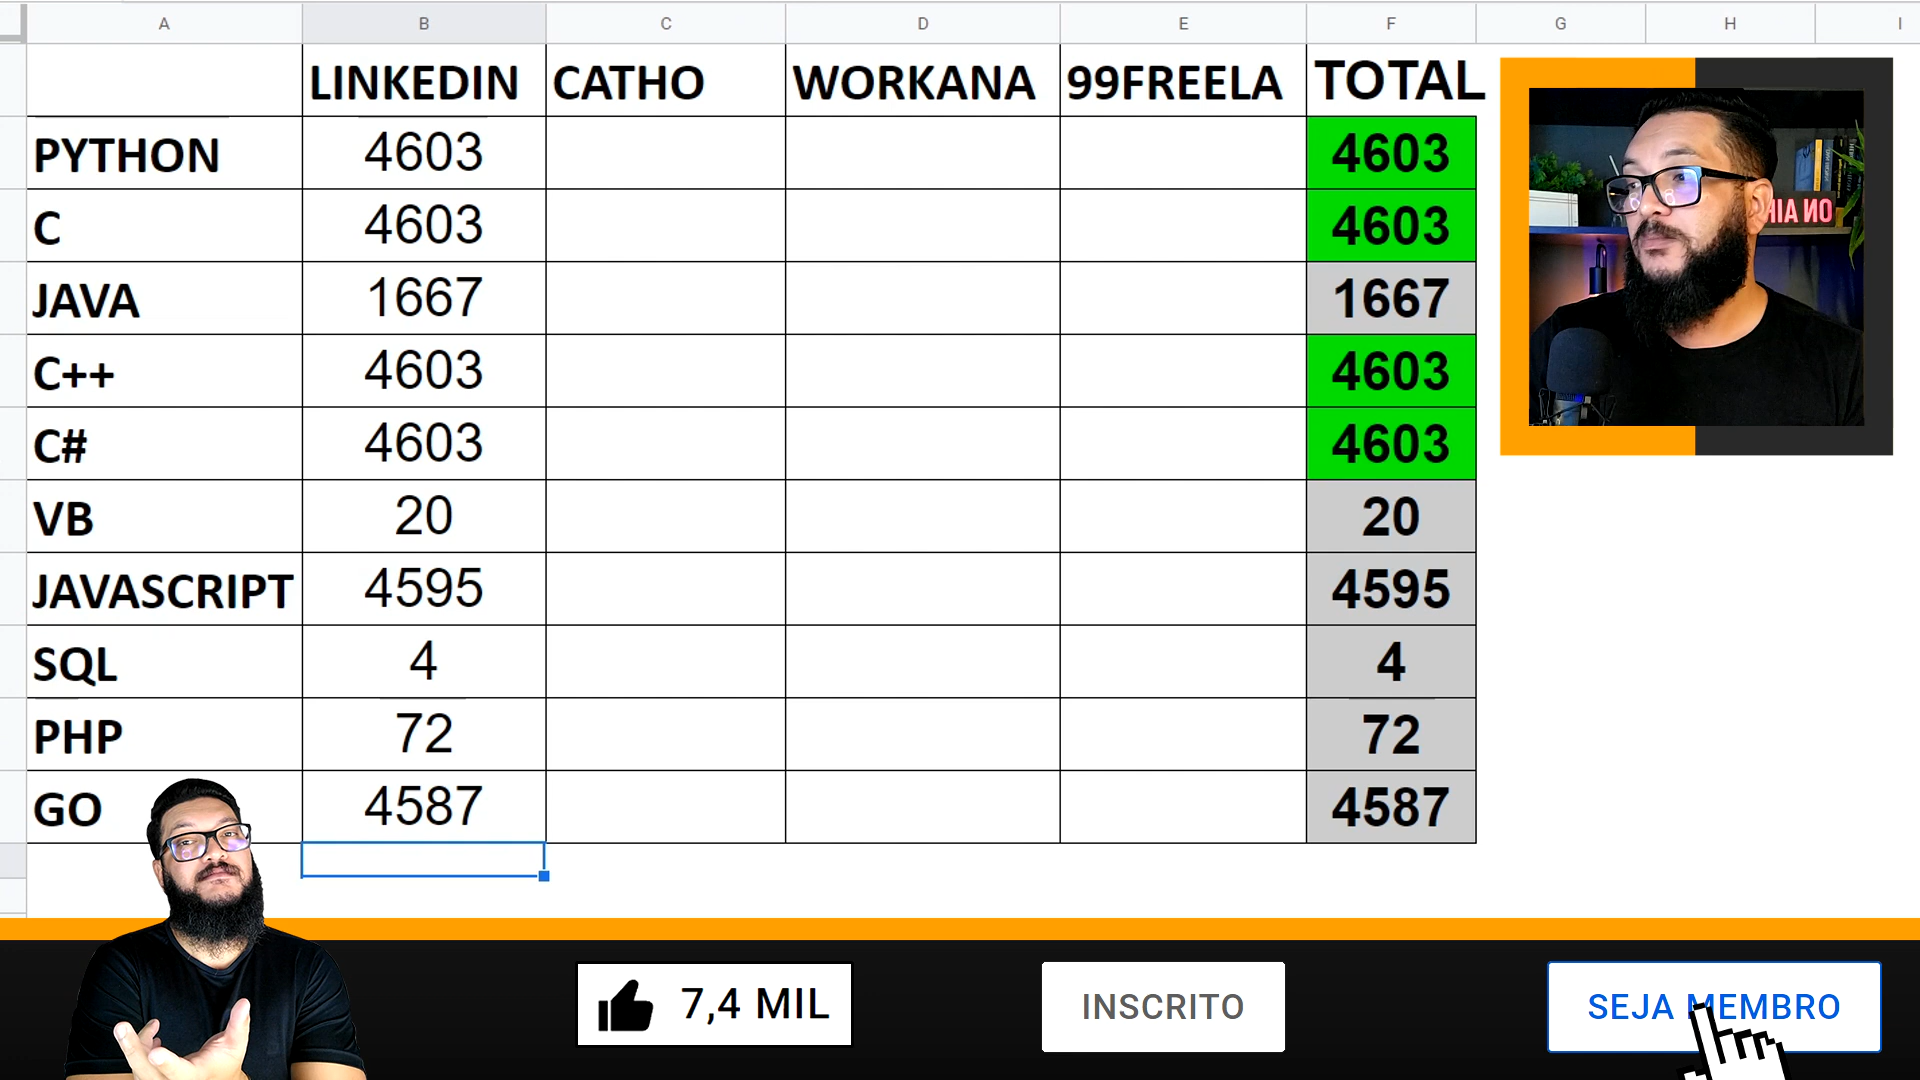 A B C D E F G H I
LINKEDIN CATHO WORKANA 99FREELA TOTAL
PYTHON 4603 4603
C 4603 4603
JAVA 1667 1667
C++ 4603 4603
C# 4603 4603
VB 20 20
JAVASCRIPT 4595 4595
SQL 4 4
PHP 72 72
GO 4587 4587
7,4 MIL INSCRITO SEJA MEMBRO